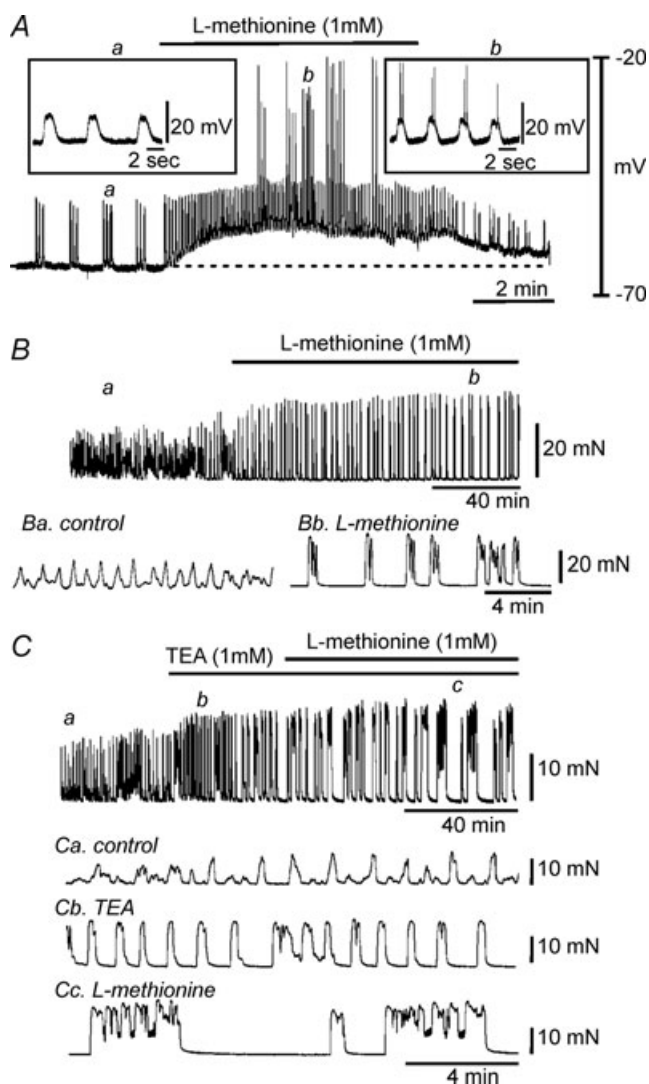 A
L-methionine (1mM)
a
b
20 mV
2 sec
b
20 mV
2 sec
-20
mV
-70
a
2 min
B
L-methionine (1mM)
a
b
20 mN
40 min
Ba. control
Bb. L-methionine
20 mN
4 min
C
L-methionine (1mM)
TEA (1mM)
a
b
c
10 mN
40 min
Ca. control
10 mN
Cb. TEA
10 mN
Cc. L-methionine
10 mN
4 min